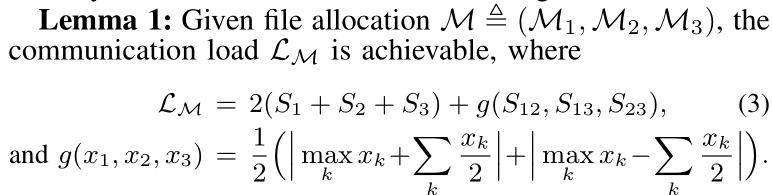 Lemma 1: Given file allocation $\mathcal{M} \triangleq (\mathcal{M}_1, \mathcal{M}_2, \mathcal{M}_3)$, the
communication load $\mathcal{L}_{\mathcal{M}}$ is achievable, where
$\mathcal{L}_{\mathcal{M}} = 2(S_1 + S_2 + S_3) + g(S_{12}, S_{13}, S_{23}),$ (3)
and $g(x_1, x_2, x_3) = \frac{1}{2}\Big(\Big|\max_k x_k + \sum_k \frac{x_k}{2}\Big| + \Big|\max_k x_k - \sum_k \frac{x_k}{2}\Big|\Big).$